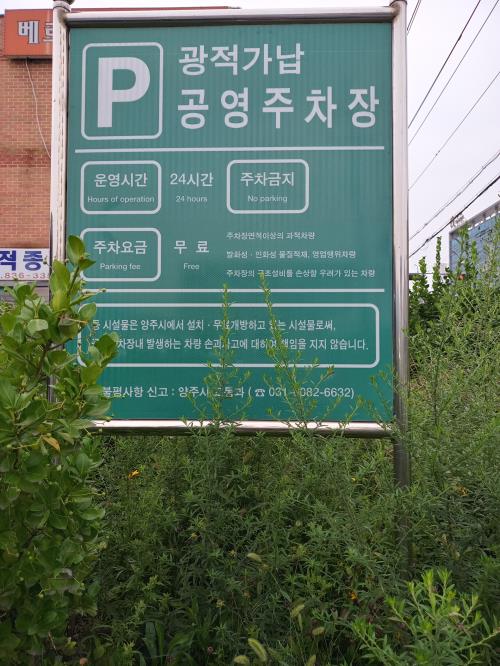 베
광적가납
P
공영주차장
운영시간
Hours of operation
24시간
24 hours
주차금지
No parking
주차요금
Parking fee
무 료
Free
주차장면적이상의 과적차량
발화성·인화성 물질적재, 영업행위차량
주차장의 구조설비를 손상할 우려가 있는 차량
적종
836-33
시설물은 양주시에서 설치·무료개방하고 있는 시설물로써,
차장내 발생하는 차량 손괴사고에 대하여 책임을 지지 않습니다.
불평사항 신고 : 양주시 교통과 (☎ 031- 082-6632)